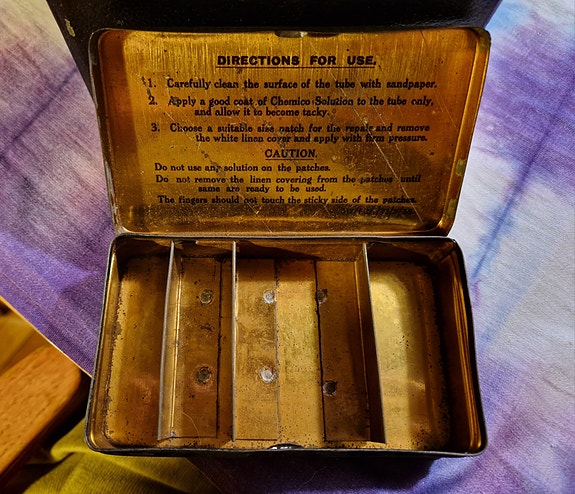 DIRECTIONS FOR USE.
1. Carefully clean the surface of the tube with sandpaper.
2. Apply a good coat of Chemico Solution to the tube only,
and allow it to become tacky.
3. Choose a suitable size patch for the repair and remove
the white linen cover and apply with firm pressure.
CAUTION.
Do not use any solution on the patches.
Do not remove the linen covering from the patches until
same are ready to be used.
The fingers should not touch the sticky side of the patches.